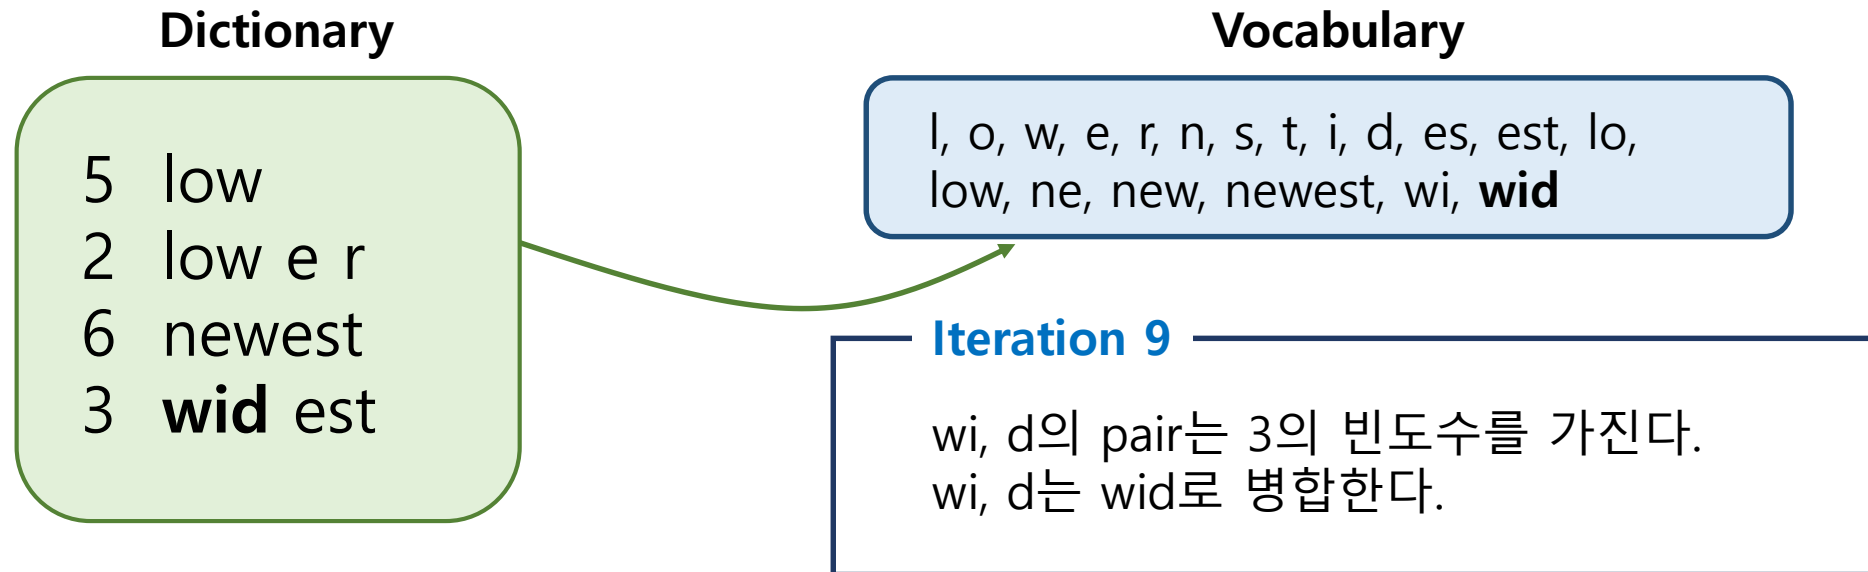 Dictionary
5 low
2 low e r
6 newest
3 wid est
Vocabulary
l, o, w, e, r, n, s, t, i, d, es, est, lo,
low, ne, new, newest, wi, wid
Iteration 9
wi, d의 pair는 3의 빈도수를 가진다.
wi, d는 wid로 병합한다.